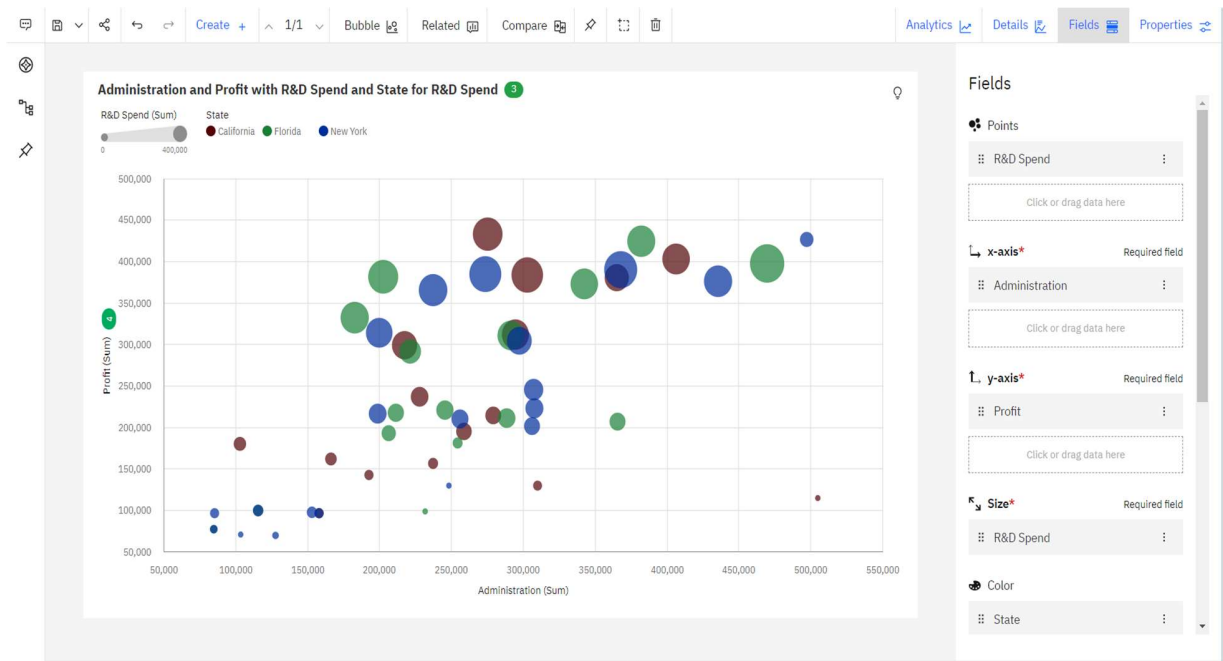 Create + 1/1 Bubble Related Compare Analytics Details Fields Properties
Administration and Profit with R&D Spend and State for R&D Spend 3
R&D Spend (Sum) State
California Florida New York
0 400,000
500,000
450,000
400,000
350,000
300,000
250,000
200,000
150,000
100,000
50,000
4
Profit (Sum)
50,000 100,000 150,000 200,000 250,000 300,000 350,000 400,000 450,000 500,000 550,000
Administration (Sum)
Fields
Points
R&D Spend
Click or drag data here
x-axis* Required field
Administration
Click or drag data here
y-axis* Required field
Profit
Click or drag data here
Size* Required field
R&D Spend
Color
State